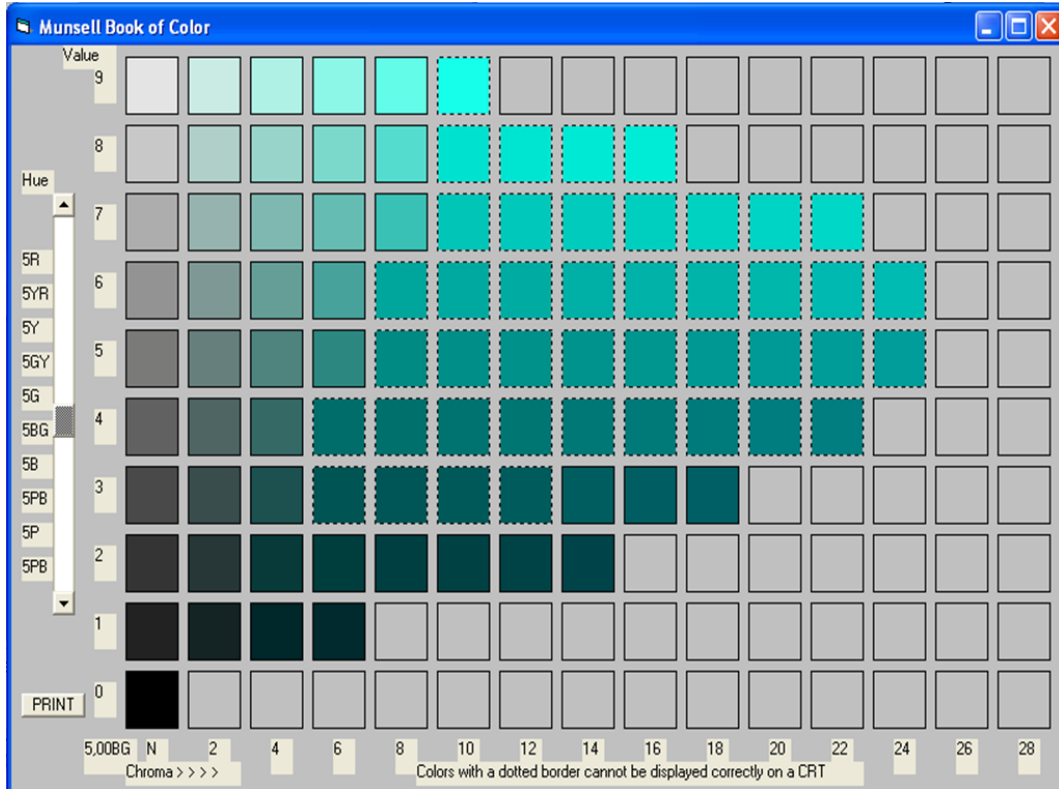 Munsell Book of Color
Value
9
8
Hue
7
5R
6
5YR
5Y
5
5GY
5G
4
5BG
5B
3
5PB
5P
2
5PB
1
0
PRINT
5,00BG N 2 4 6 8 10 12 14 16 18 20 22 24 26 28
Chroma > > > > Colors with a dotted border cannot be displayed correctly on a CRT